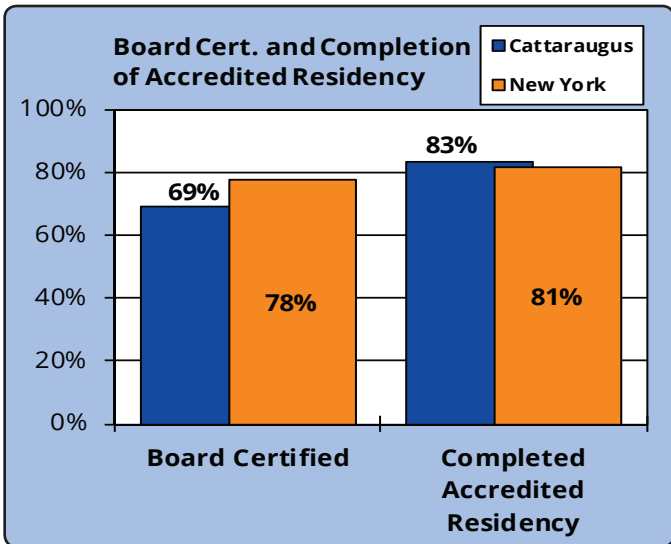 Board Cert. and Completion
of Accredited Residency
Cattaraugus
New York
100%
80%
60%
40%
20%
0%
69%
78%
83%
81%
Board Certified
Completed
Accredited
Residency